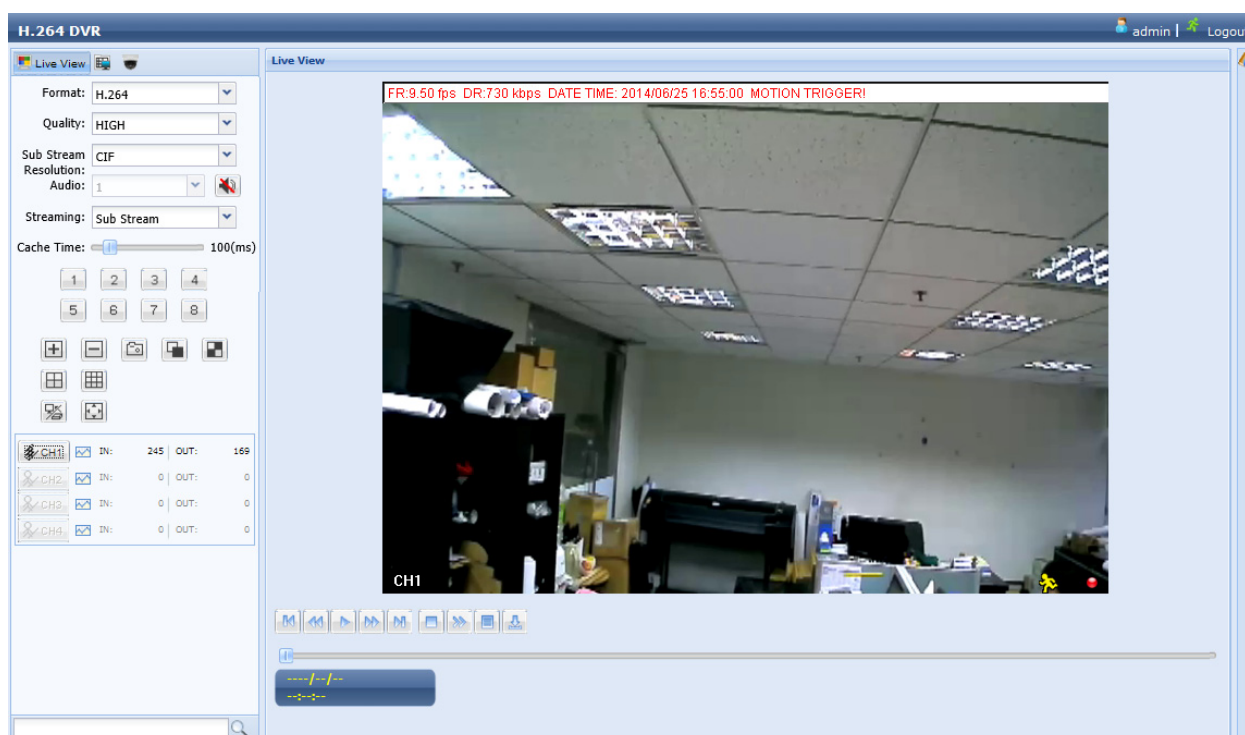 H.264 DVR
admin | Logou
Live View
Format: H.264
Quality: HIGH
Sub Stream Resolution: CIF
Audio: 1
Streaming: Sub Stream
Cache Time: 100(ms)
1 2 3 4
5 6 7 8
CH1 IN: 245 OUT: 169
CH2 IN: 0 OUT: 0
CH3 IN: 0 OUT: 0
CH4 IN: 0 OUT: 0
Live View
FR:9.50 fps DR:730 kbps DATE TIME: 2014/06/25 16:55:00 MOTION TRIGGER!
CH1
----/--/--
--:--:--